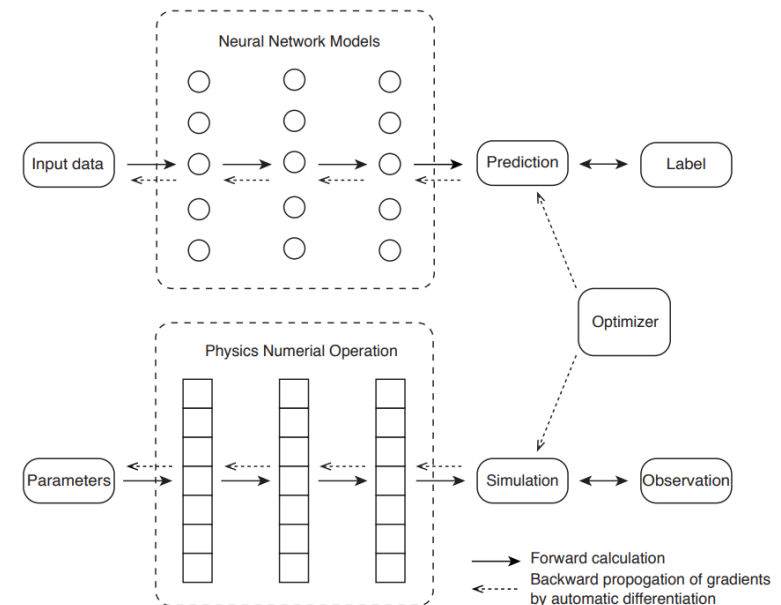 Neural Network Models
Input data
Prediction
Label
Optimizer
Physics Numerial Operation
Parameters
Simulation
Observation
Forward calculation
Backward propogation of gradients
by automatic differentiation